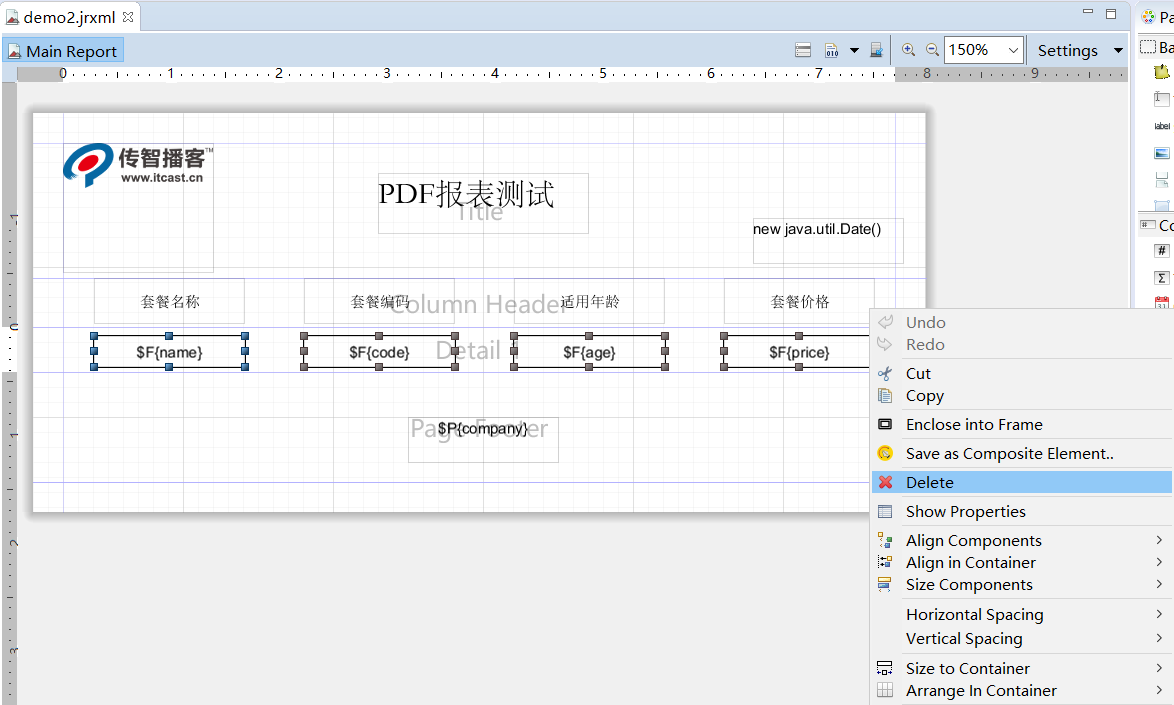 demo2.jrxml
Pa
Main Report
150%
Settings
Ba
0 1 2 3 4 5 6 7 8 9
传智播客™
www.itcast.cn
label
PDF报表测试
Title
new java.util.Date()
Co
套餐名称
套餐编码
Column Header
适用年龄
套餐价格
$F{name}
$F{code}
Detail
$F{age}
$F{price}
Page Footer
$P{company}
Undo
Redo
Cut
Copy
Enclose into Frame
Save as Composite Element..
Delete
Show Properties
Align Components
Align in Container
Size Components
Horizontal Spacing
Vertical Spacing
Size to Container
Arrange In Container